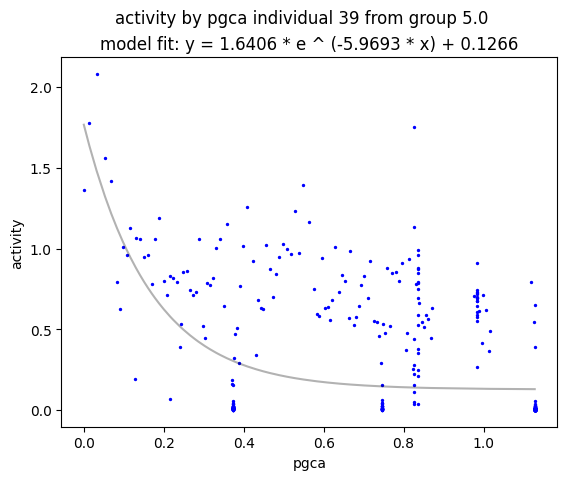 activity by pgca individual 39 from group 5.0
model fit: y = 1.6406 * e ^ (-5.9693 * x) + 0.1266
2.0
1.5
1.0
0.5
0.0
activity
0.0 0.2 0.4 0.6 0.8 1.0
pgca